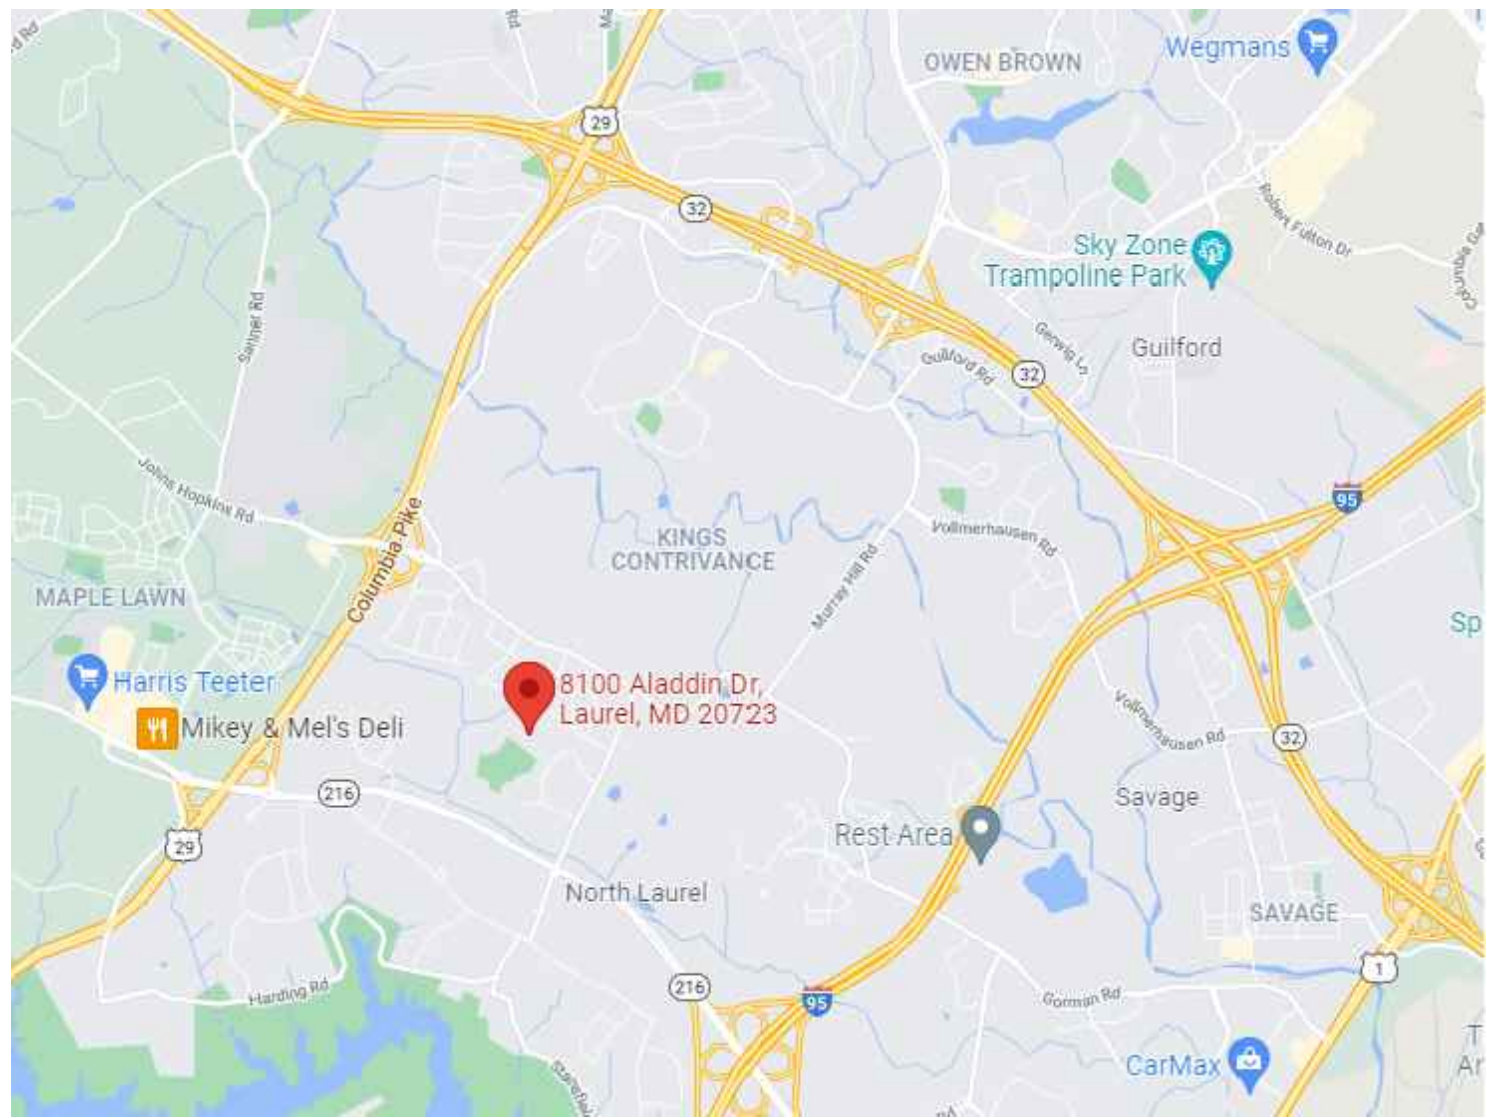 OWEN BROWN
Wegmans
29
32
Robert Fulton Dr
Sky Zone
Trampoline Park
Sanner Rd
Gerwig Ln
Guilford
Guilford Rd
32
Johns Hopkins Rd
95
Columbia Pike
KINGS
CONTRIVANCE
Vollmerhausen Rd
Murray Hill Rd
MAPLE LAWN
Sp
Harris Teeter
8100 Aladdin Dr,
Laurel, MD 20723
Mikey & Mel's Deli
Vollmerhausen Rd
32
216
Savage
29
Rest Area
North Laurel
SAVAGE
1
216
95
Harding Rd
Gorman Rd
CarMax